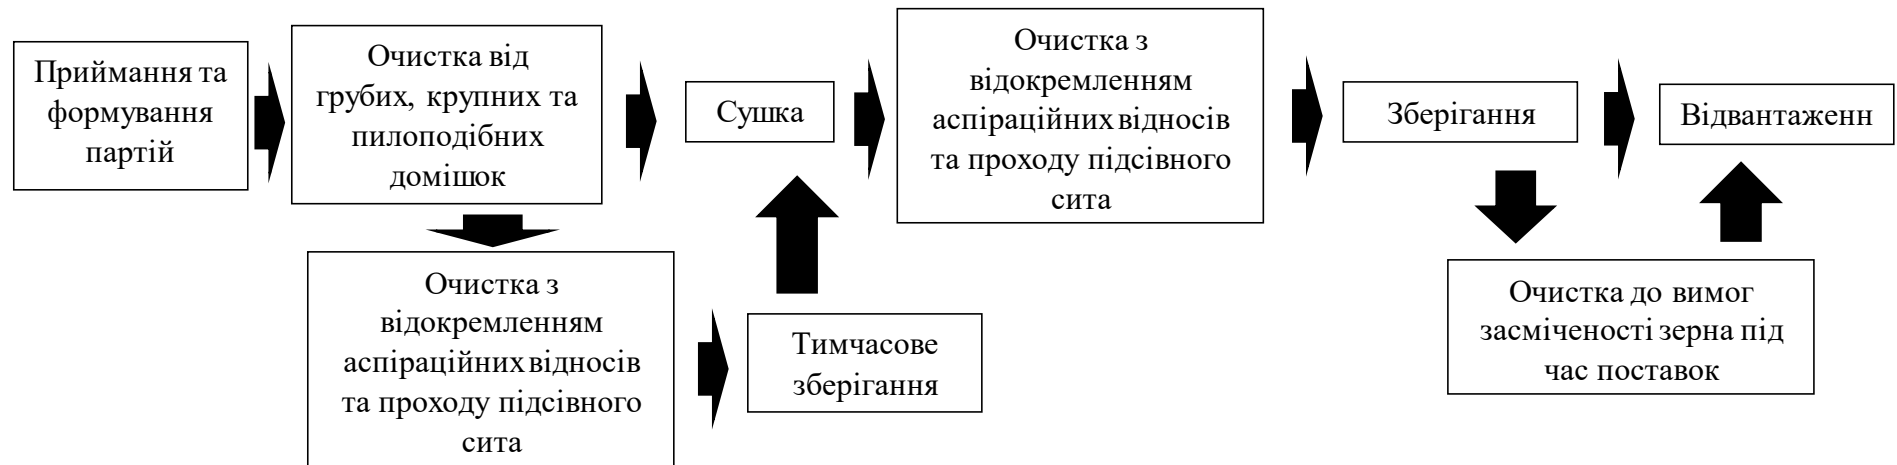 Приймання та
формування
партій
Очистка від
грубих, крупних та
пилоподібних
домішок
Сушка
Очистка з
відокремленням
аспіраційних відносів
та проходу підсівного
сита
Зберігання
Відвантаженн
Очистка з
відокремленням
аспіраційних відносів
та проходу підсівного
сита
Тимчасове
зберігання
Очистка до вимог
засміченості зерна під
час поставок